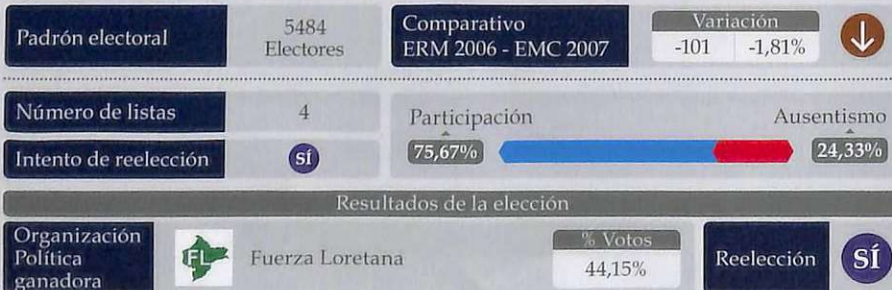 Padrón electoral
5484
Electores
Comparativo
ERM 2006 - EMC 2007
Variación
-101
-1,81%
Número de listas
4
Intento de reelección
SÍ
Participación
Ausentismo
75,67%
24,33%
Resultados de la elección
Organización
Política
ganadora
FL
Fuerza Loretana
% Votos
44,15%
Reelección
SÍ